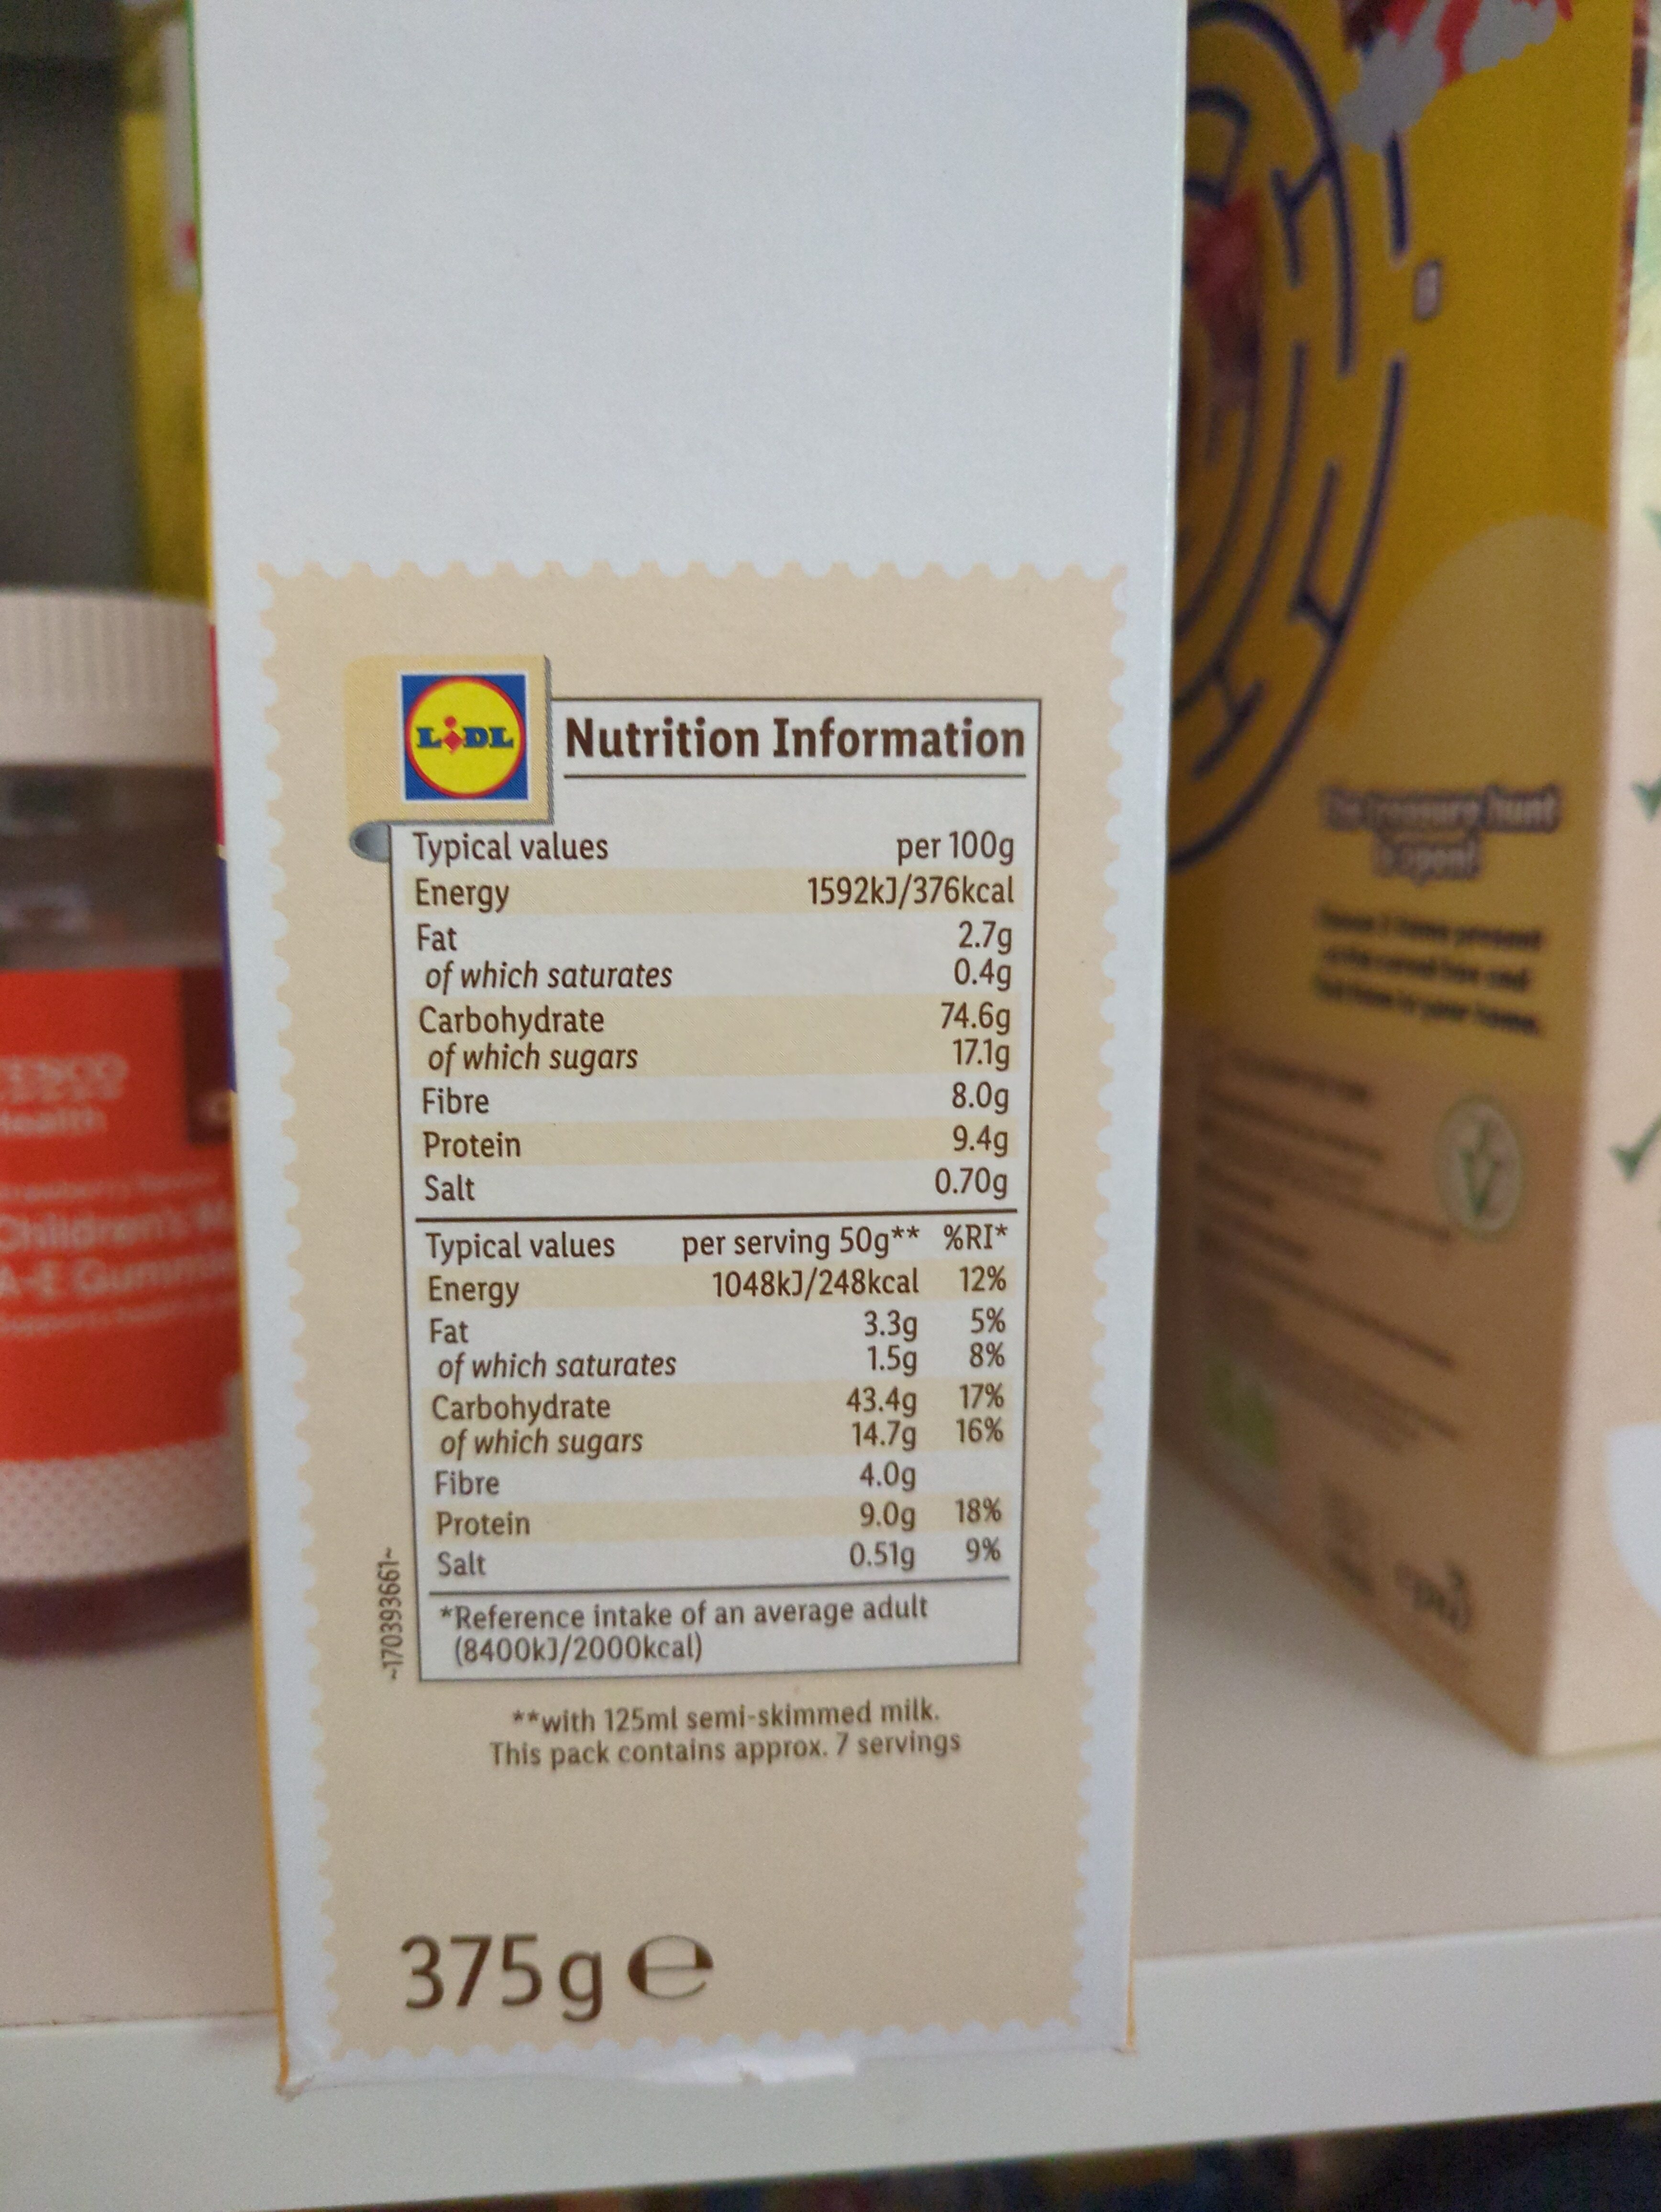 LIDL
Nutrition Information
Typical values per 100g
Energy 1592kJ/376kcal
Fat 2.7g
of which saturates 0.4g
Carbohydrate 74.6g
of which sugars 17.1g
Fibre 8.0g
Protein 9.4g
Salt 0.70g
Typical values per serving 50g** %RI*
Energy 1048kJ/248kcal 12%
Fat 3.3g 5%
of which saturates 1.5g 8%
Carbohydrate 43.4g 17%
of which sugars 14.7g 16%
Fibre 4.0g
Protein 9.0g 18%
Salt 0.51g 9%
*Reference intake of an average adult
(8400kJ/2000kcal)
~170393661~
**with 125ml semi-skimmed milk.
This pack contains approx. 7 servings
375g e
TESCO
Health
Children's
A-E
treasure hunt